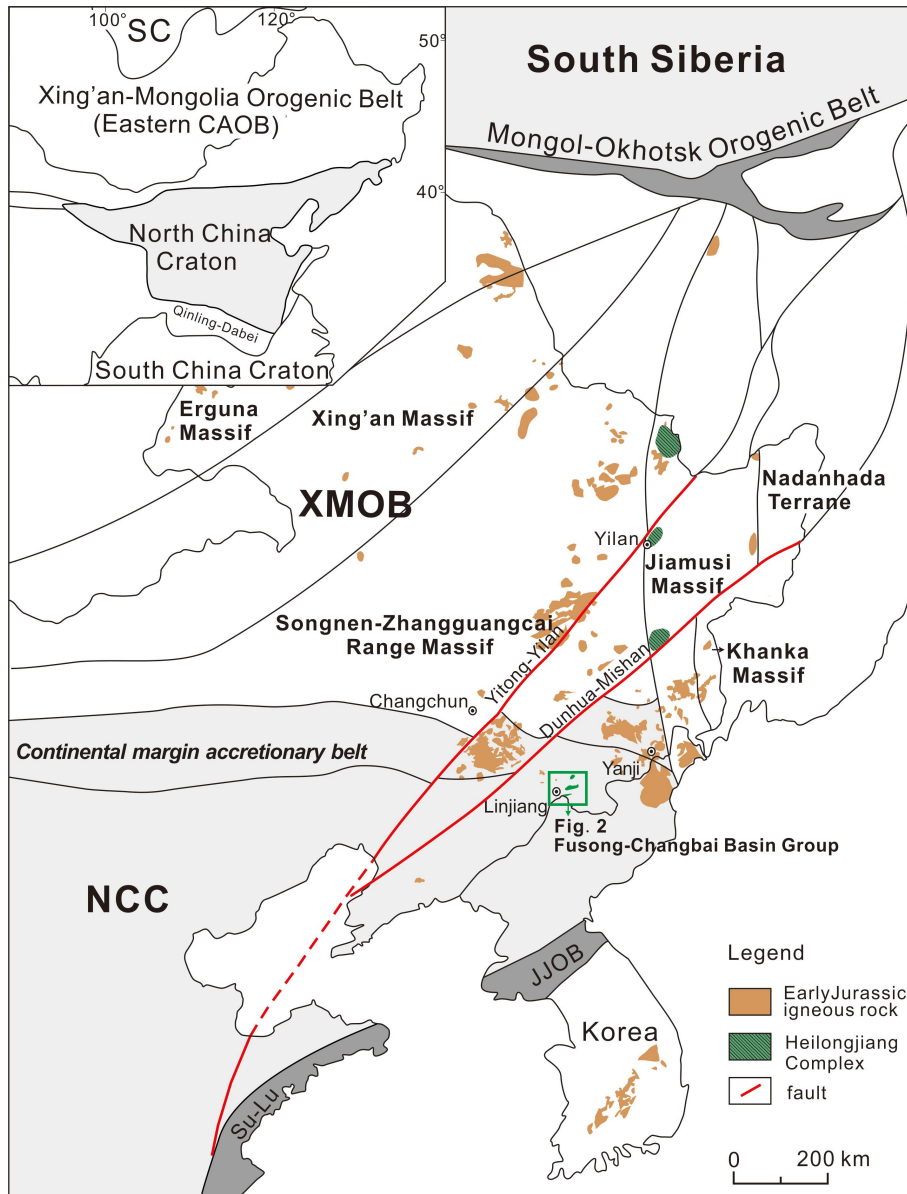 100°
120°
SC
50°
Xing'an-Mongolia Orogenic Belt
(Eastern CAOB)
40°
North China
Craton
Qinling-Dabei
South China Craton
South Siberia
Mongol-Okhotsk Orogenic Belt
Erguna
Massif
Xing'an Massif
XMOB
Nadanhada
Terrane
Yilan
Jiamusi
Massif
Songnen-Zhangguangcai
Range Massif
Yitong-Yilan
Dunhua-Mishan
Khanka
Massif
Changchun
Continental margin accretionary belt
Yanji
Linjiang
Fig. 2
Fusong-Changbai Basin Group
NCC
JJOB
Korea
Su-Lu
Legend
EarlyJurassic
igneous rock
Heilongjiang
Complex
fault
0 200 km